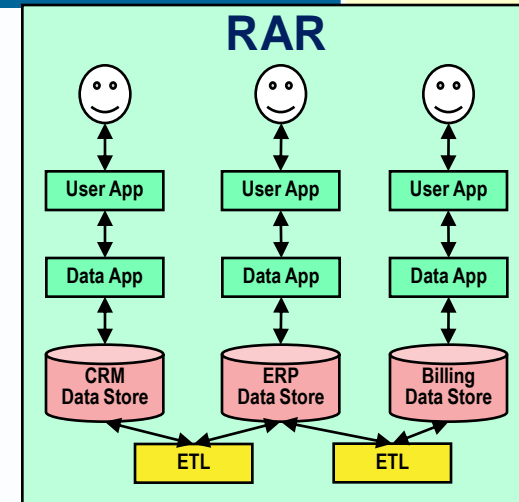 RAR
User App
User App
User App
Data App
Data App
Data App
CRM
Data Store
ERP
Data Store
Billing
Data Store
ETL
ETL